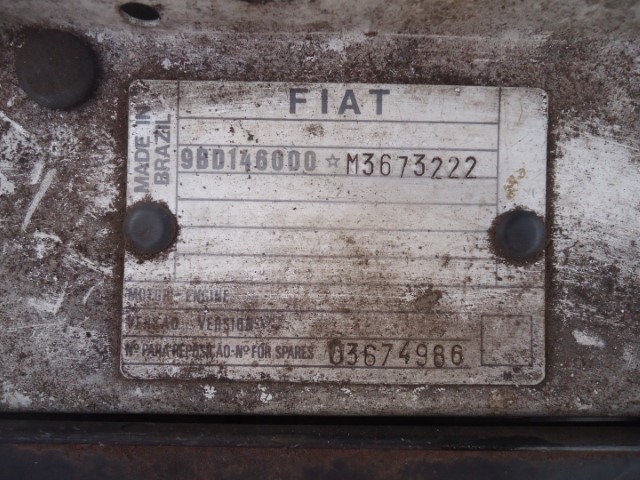 FIAT
MADE IN
BRAZIL
9BD146000 ☆ M3673222
MOTOR - ENGINE
VERSÃO - VERSION
Nº PARA REPOSIÇÃO-Nº FOR SPARES 03674986